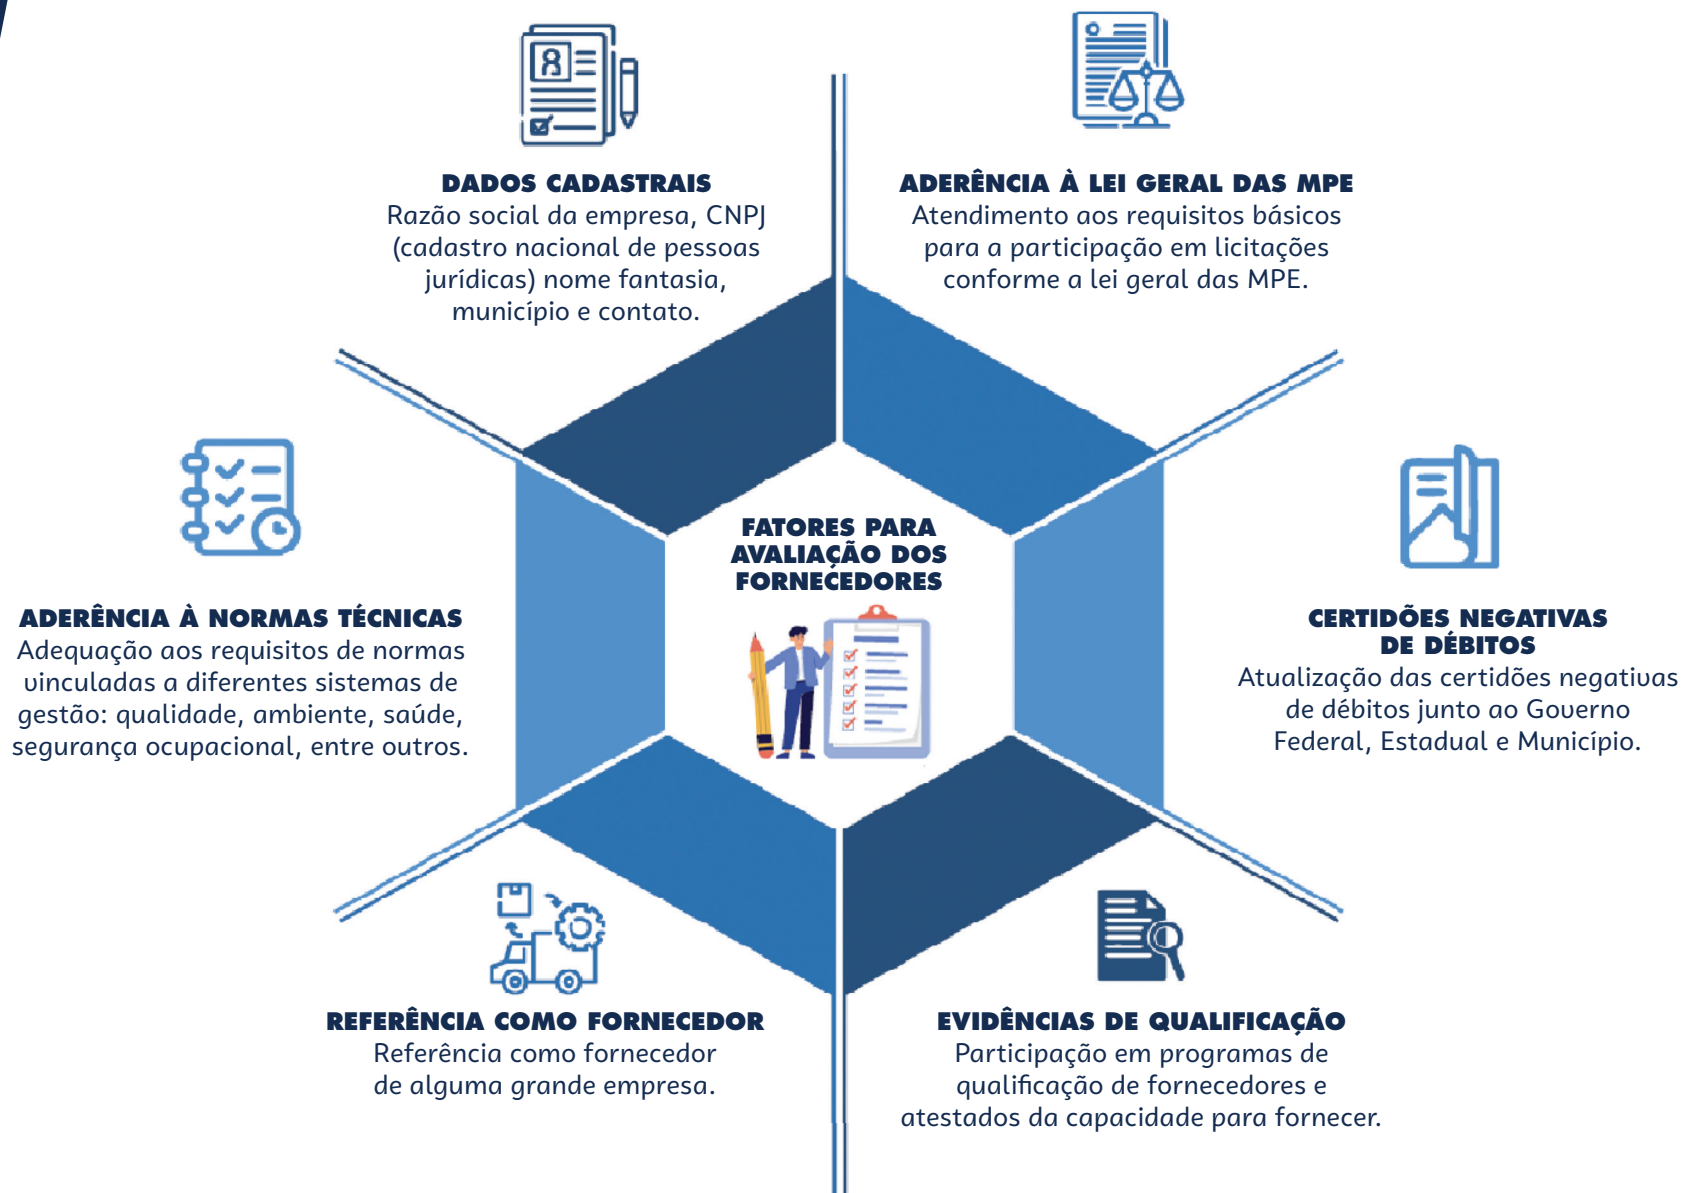 DADOS CADASTRAIS
Razão social da empresa, CNPJ
(cadastro nacional de pessoas
jurídicas) nome fantasia,
município e contato.
ADERÊNCIA À LEI GERAL DAS MPE
Atendimento aos requisitos básicos
para a participação em licitações
conforme a lei geral das MPE.
FATORES PARA
AVALIAÇÃO DOS
FORNECEDORES
ADERÊNCIA À NORMAS TÉCNICAS
Adequação aos requisitos de normas
vinculadas a diferentes sistemas de
gestão: qualidade, ambiente, saúde,
segurança ocupacional, entre outros.
CERTIDÕES NEGATIVAS
DE DÉBITOS
Atualização das certidões negativas
de débitos junto ao Governo
Federal, Estadual e Município.
REFERÊNCIA COMO FORNECEDOR
Referência como fornecedor
de alguma grande empresa.
EVIDÊNCIAS DE QUALIFICAÇÃO
Participação em programas de
qualificação de fornecedores e
atestados da capacidade para fornecer.